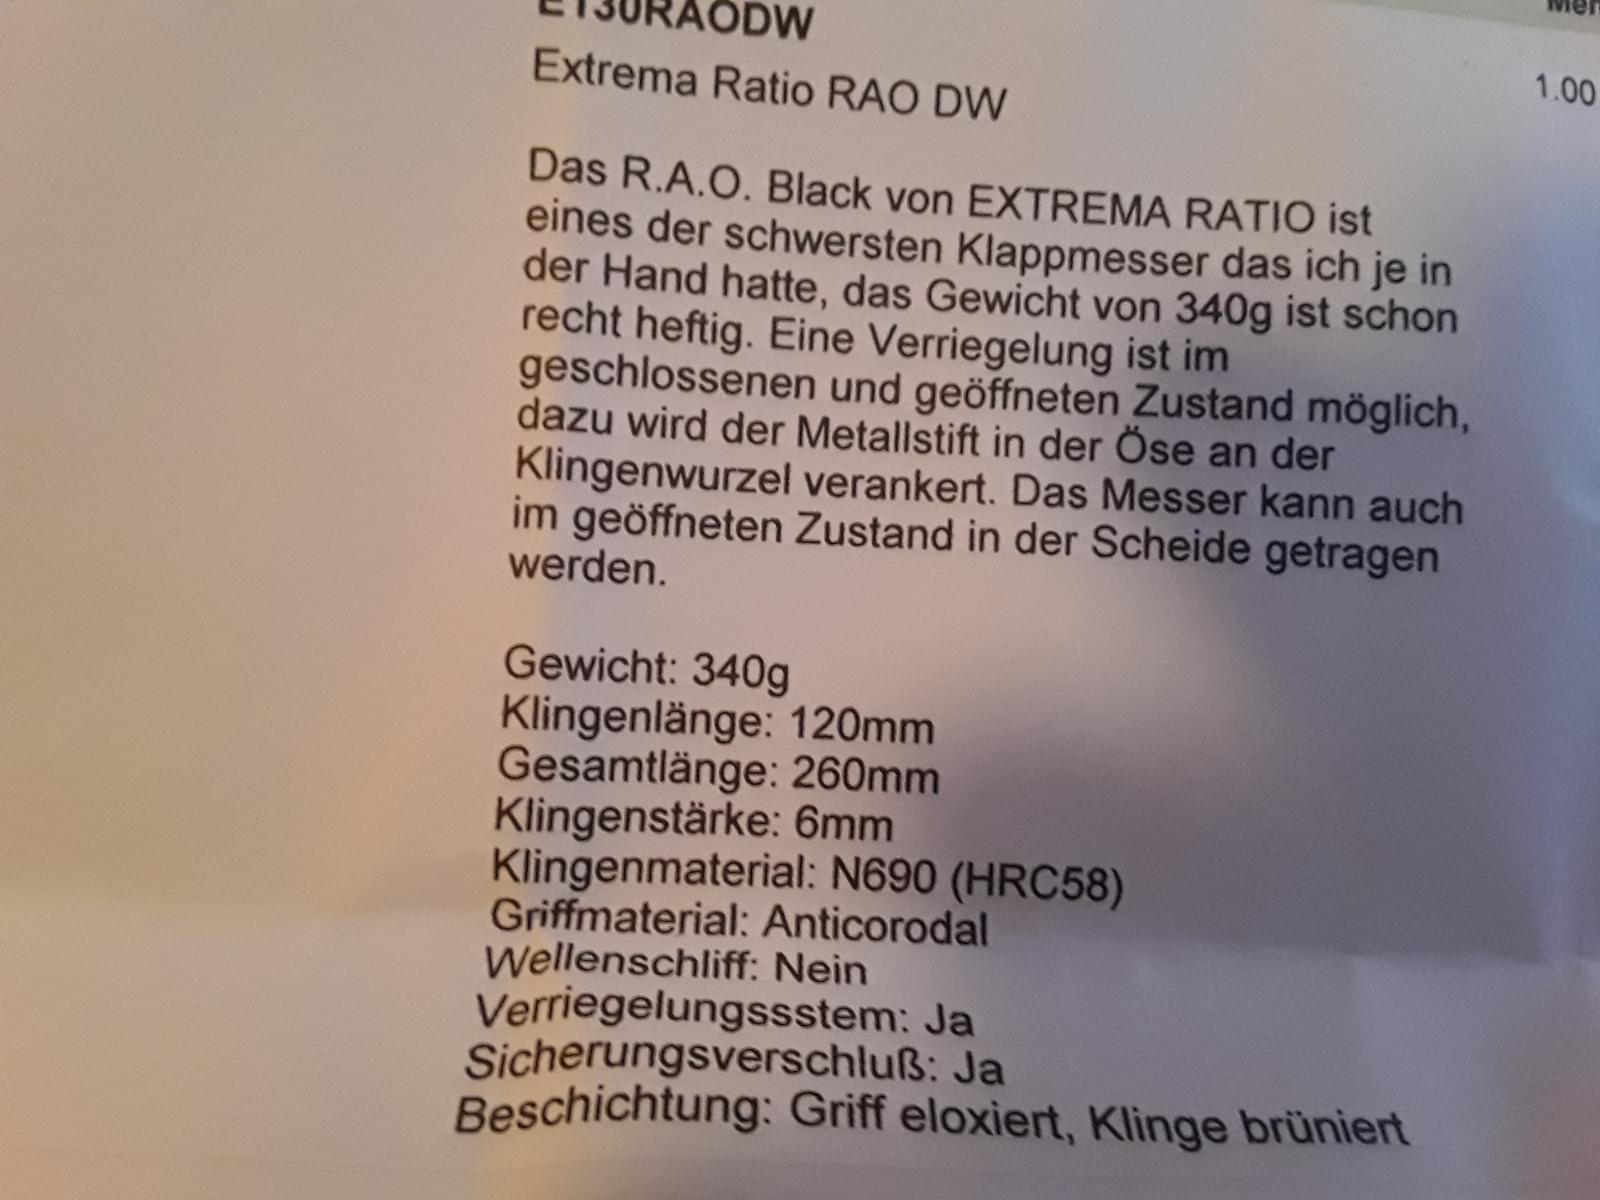 E130RAODW
Extrema Ratio RAO DW
1.00
Das R.A.O. Black von EXTREMA RATIO ist
eines der schwersten Klappmesser das ich je in
der Hand hatte, das Gewicht von 340g ist schon
recht heftig. Eine Verriegelung ist im
geschlossenen und geöffneten Zustand möglich,
dazu wird der Metallstift in der Öse an der
Klingenwurzel verankert. Das Messer kann auch
im geöffneten Zustand in der Scheide getragen
werden.
Gewicht: 340g
Klingenlänge: 120mm
Gesamtlänge: 260mm
Klingenstärke: 6mm
Klingenmaterial: N690 (HRC58)
Griffmaterial: Anticorodal
Wellenschliff: Nein
Verriegelungssstem: Ja
Sicherungsverschluß: Ja
Beschichtung: Griff eloxiert, Klinge brüniert